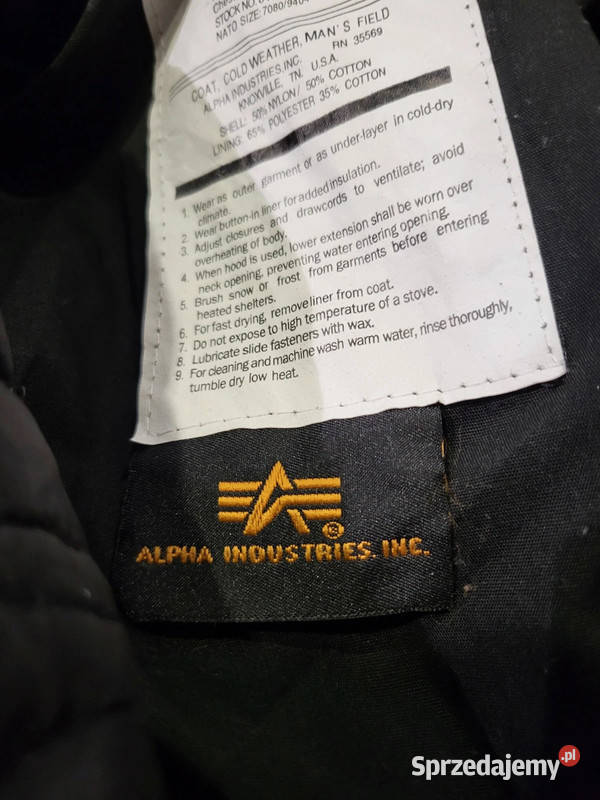 STOCK NO.
NATO SIZE: 7080/9404
COAT, COLD WEATHER, MAN'S FIELD
ALPHA INDUSTRIES, INC. RN 35569
KNOXVILLE, TN. U.S.A.
SHELL: 50% NYLON/ 50% COTTON
LINING: 65% POLYESTER 35% COTTON
1. Wear as outer garment or as under-layer in cold-dry
climate.
2. Wear button-in liner for added insulation.
3. Adjust closures and drawcords to ventilate; avoid
overheating of body.
4. When hood is used, lower extension shall be worn over
neck opening, preventing water entering opening.
5. Brush snow or frost from garments before entering
heated shelters.
6. For fast drying, remove liner from coat.
7. Do not expose to high temperature of a stove.
8. Lubricate slide fasteners with wax.
9. For cleaning and machine wash warm water, rinse thoroughly,
tumble dry low heat.
ALPHA INDUSTRIES, INC.
Sprzedajemy.pl